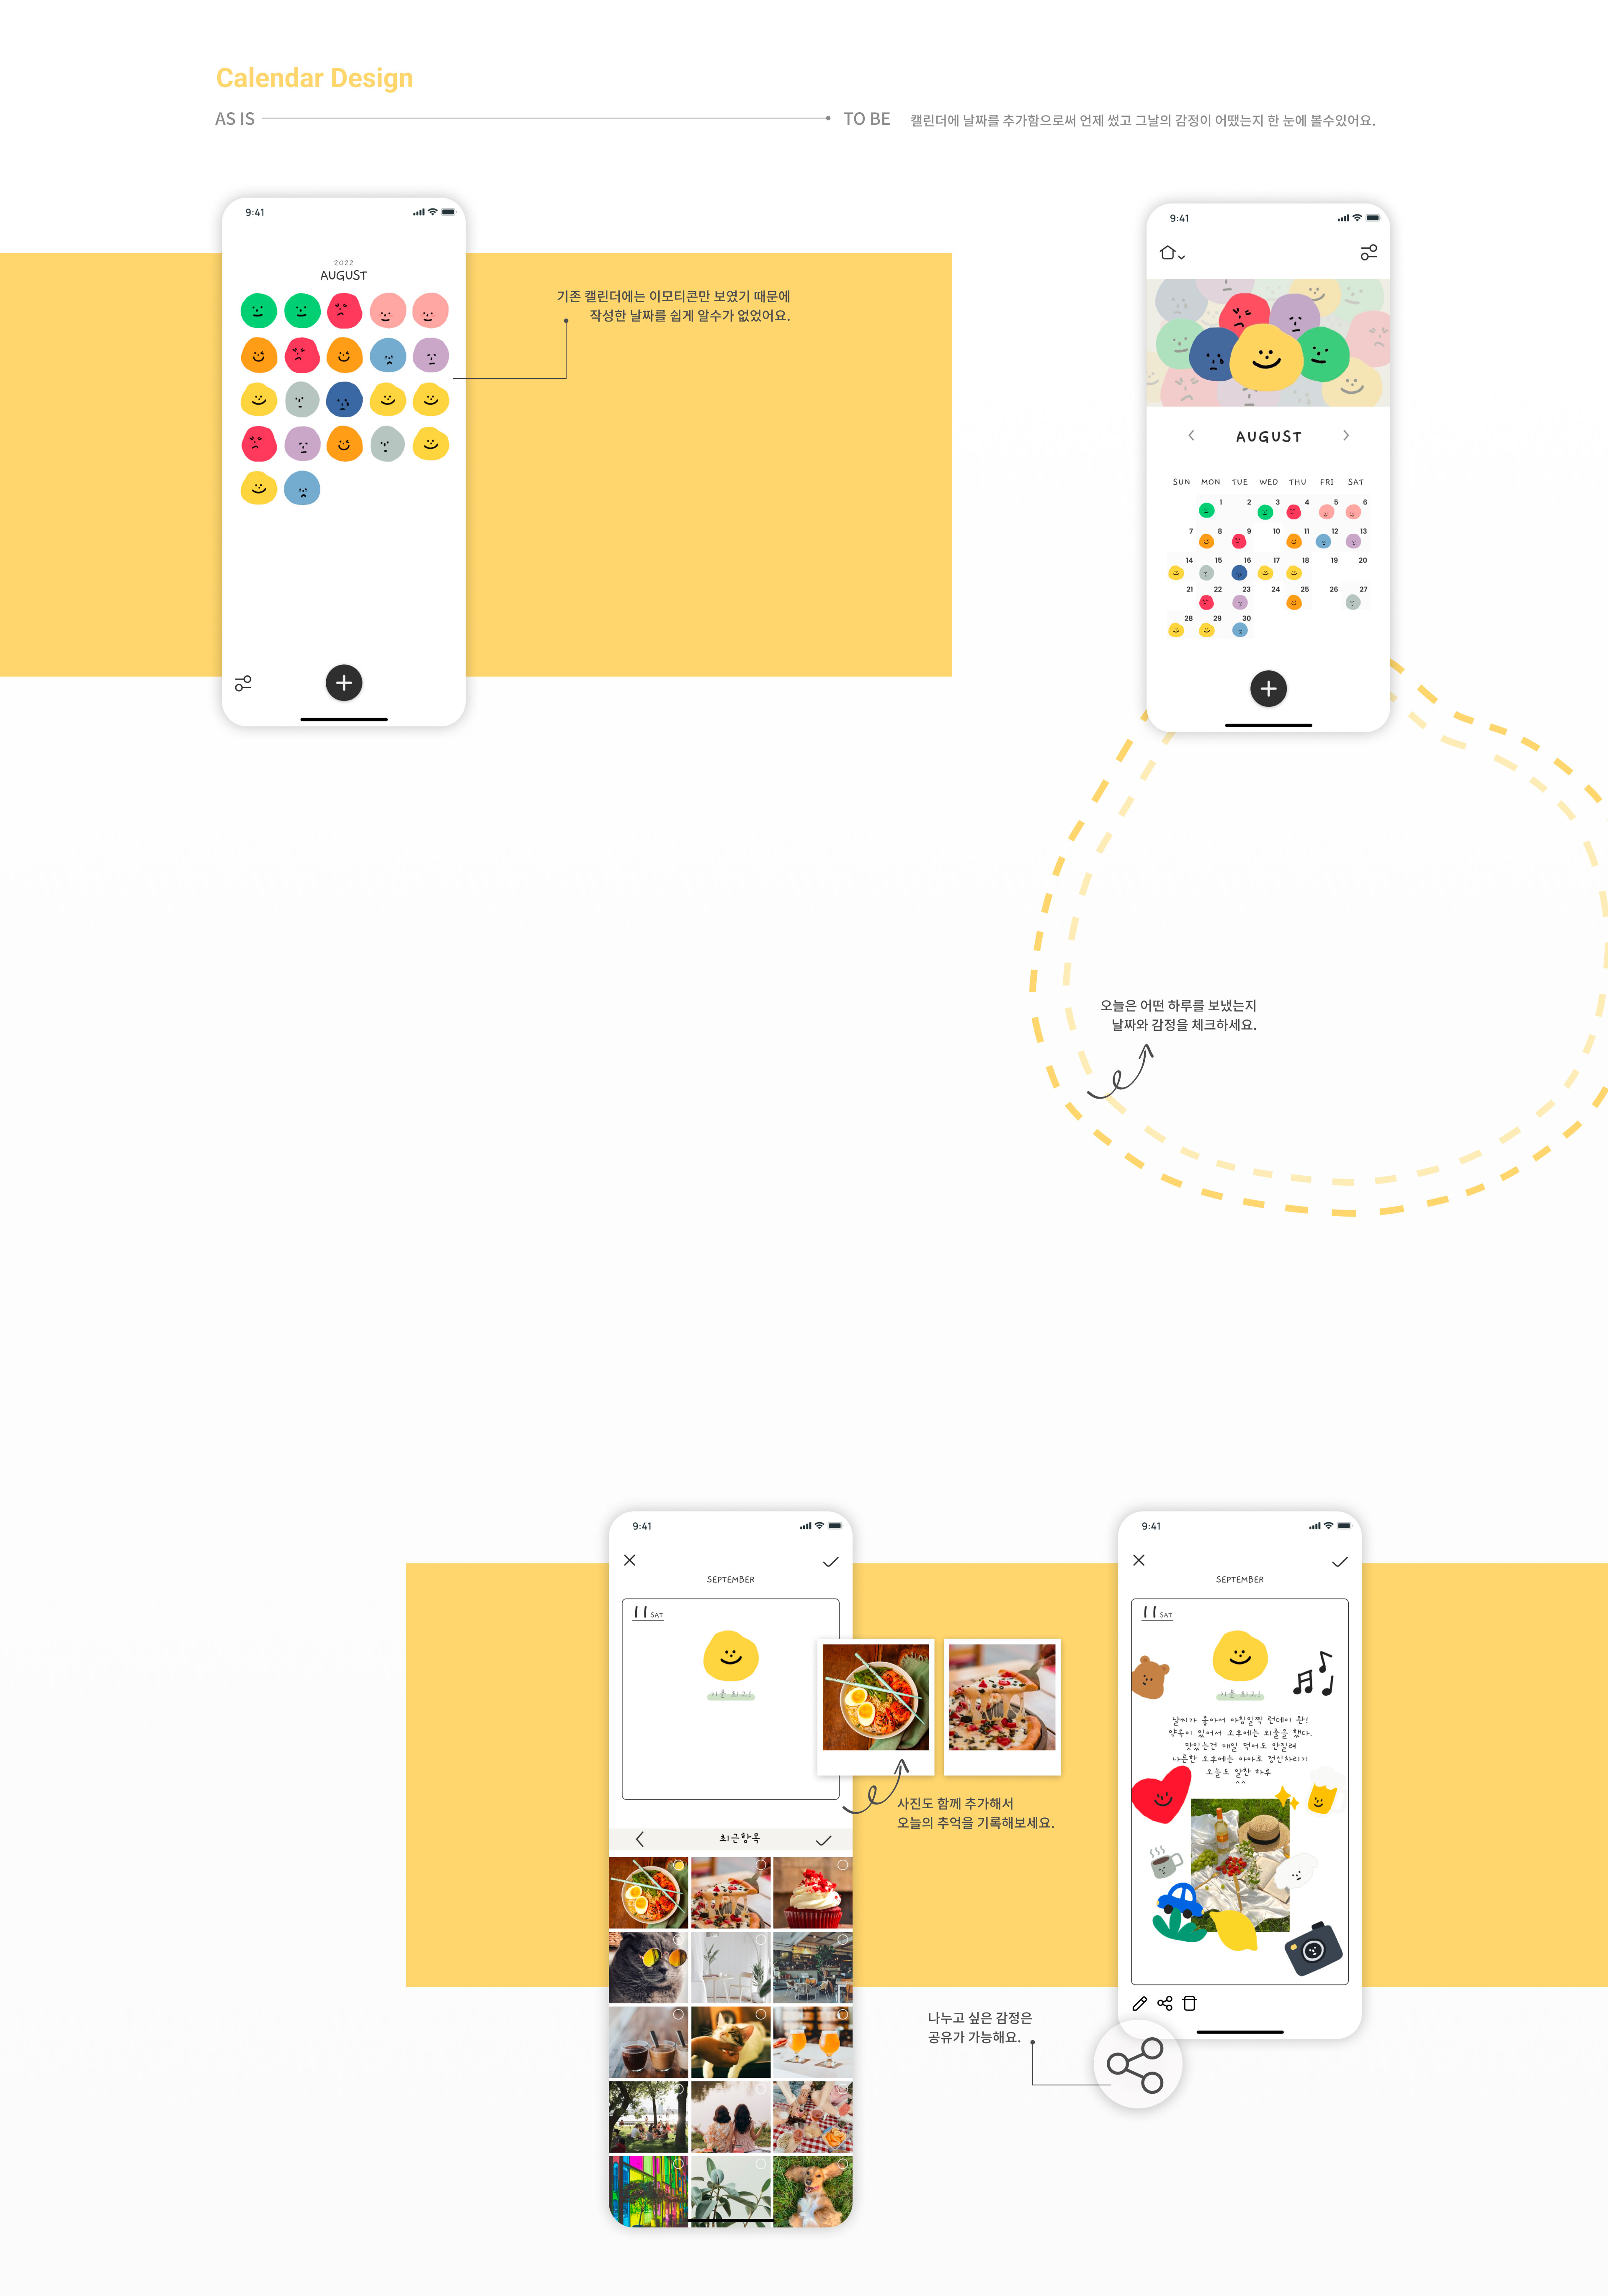 Calendar Design
AS IS
TO BE
캘린더에 날짜를 추가함으로써 언제 썼고 그날의 감정이 어땠는지 한 눈에 볼수있어요.
9:41
2022
AUGUST
기존 캘린더에는 이모티콘만 보였기 때문에
작성한 날짜를 쉽게 알수가 없었어요.
9:41
AUGUST
SUN MON TUE WED THU FRI SAT
1 2 3 4 5 6
7 8 9 10 11 12 13
14 15 16 17 18 19 20
21 22 23 24 25 26 27
28 29 30
오늘은 어떤 하루를 보냈는지
날짜와 감정을 체크하세요.
9:41
SEPTEMBER
11 SAT
기분 최고!
사진도 함께 추가해서
오늘의 추억을 기록해보세요.
최근항목
9:41
SEPTEMBER
11 SAT
기분 최고!
날씨가 좋아서 아침일찍 런데이 완!
약속이 있어서 오후에는 외출을 했다.
맛있는건 매일 먹어도 안질려
나른한 오후에는 아아로 정신차리기
오늘도 알찬 하루
^^
나누고 싶은 감정은
공유가 가능해요.